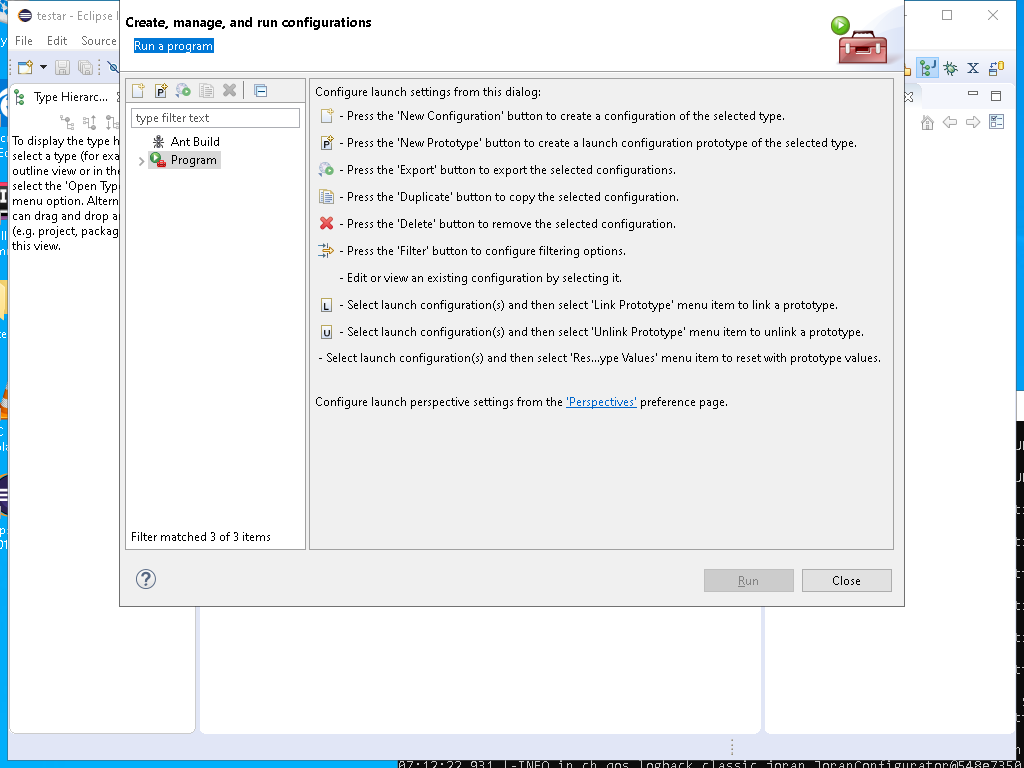 testar - Eclipse I
File Edit Source
Type Hierarc...
To display the type h
select a type (for exa
outline view or in the
select the 'Open Typ
menu option. Altern
can drag and drop a
(e.g. project, packag
this view.
Create, manage, and run configurations
Run a program
type filter text
Ant Build
Program
Filter matched 3 of 3 items
Configure launch settings from this dialog:
- Press the 'New Configuration' button to create a configuration of the selected type.
- Press the 'New Prototype' button to create a launch configuration prototype of the selected type.
- Press the 'Export' button to export the selected configurations.
- Press the 'Duplicate' button to copy the selected configuration.
- Press the 'Delete' button to remove the selected configuration.
- Press the 'Filter' button to configure filtering options.
- Edit or view an existing configuration by selecting it.
L - Select launch configuration(s) and then select 'Link Prototype' menu item to link a prototype.
U - Select launch configuration(s) and then select 'Unlink Prototype' menu item to unlink a prototype.
- Select launch configuration(s) and then select 'Res...ype Values' menu item to reset with prototype values.
Configure launch perspective settings from the 'Perspectives' preference page.
Run
Close
07:12:22,931 |-INFO in ch.qos.logback.classic.joran.JoranConfigurator@548e7350